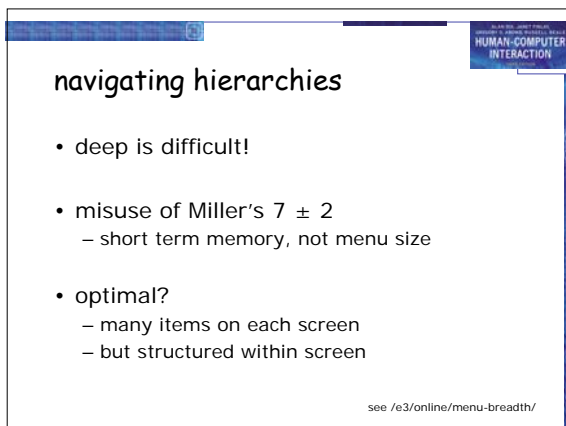 HUMAN-COMPUTER
INTERACTION
navigating hierarchies
• deep is difficult!
• misuse of Miller's 7 ± 2
– short term memory, not menu size
• optimal?
– many items on each screen
– but structured within screen
see /e3/online/menu-breadth/